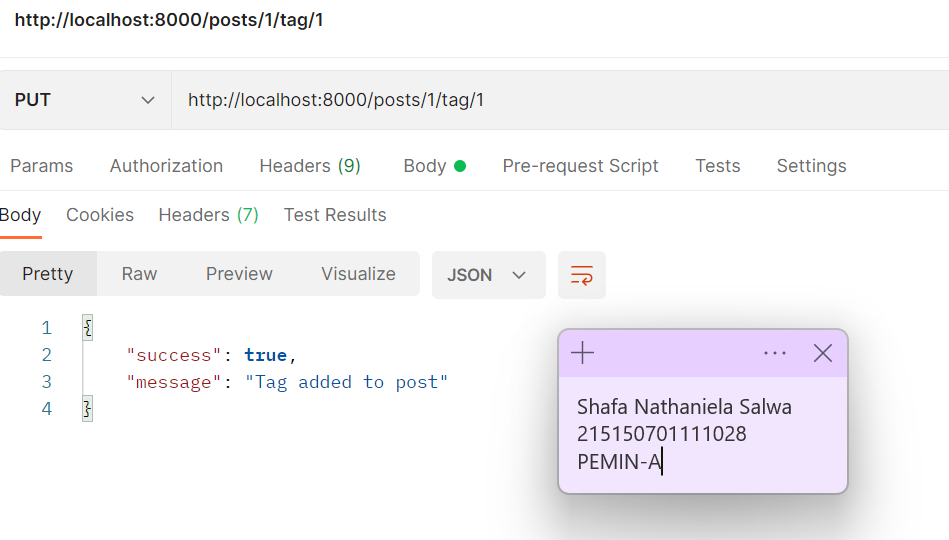 http://localhost:8000/posts/1/tag/1
PUT http://localhost:8000/posts/1/tag/1
Params Authorization Headers (9) Body Pre-request Script Tests Settings
Body Cookies Headers (7) Test Results
Pretty Raw Preview Visualize JSON
1 {
2 "success": true,
3 "message": "Tag added to post"
4 }
Shafa Nathaniela Salwa
215150701111028
PEMIN-A